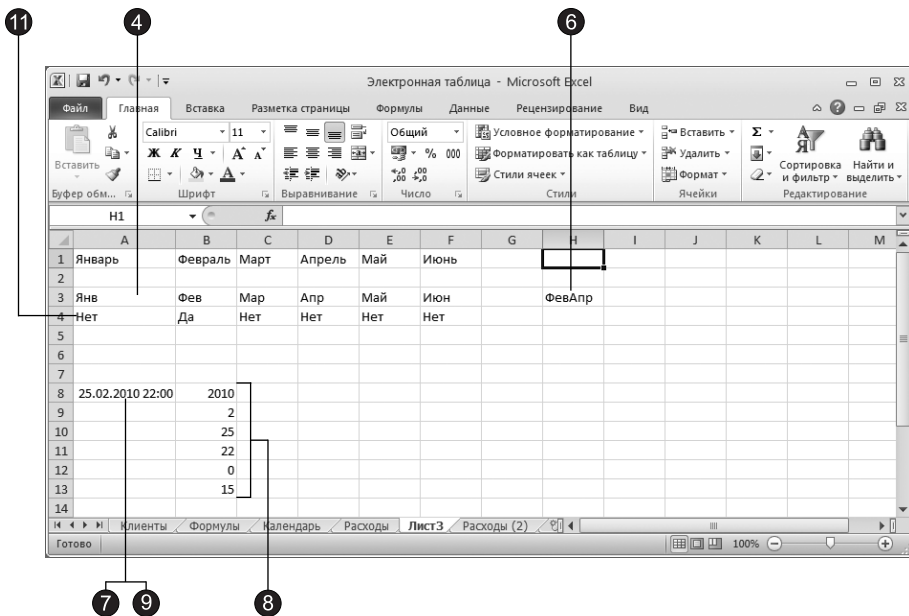 11 4 6
Электронная таблица - Microsoft Excel
Файл Главная Вставка Разметка страницы Формулы Данные Рецензирование Вид
Calibri 11 Общий Условное форматирование Вставить Σ
Вставить Ж К Ч А А % 000 Форматировать как таблицу Удалить Сортировка и фильтр Найти и выделить
А ,00 ,0 Стили ячеек Формат
Буфер обм... Шрифт Выравнивание Число Стили Ячейки Редактирование
H1 fx
A B C D E F G H I J K L M
1 Январь Февраль Март Апрель Май Июнь
2
3 Янв Фев Мар Апр Май Июн ФевАпр
4 Нет Да Нет Нет Нет Нет
5
6
7
8 25.02.2010 22:00 2010
9 2
10 25
11 22
12 0
13 15
14
Клиенты Формулы Календарь Расходы Лист3 Расходы (2)
Готово 100%
7 9 8